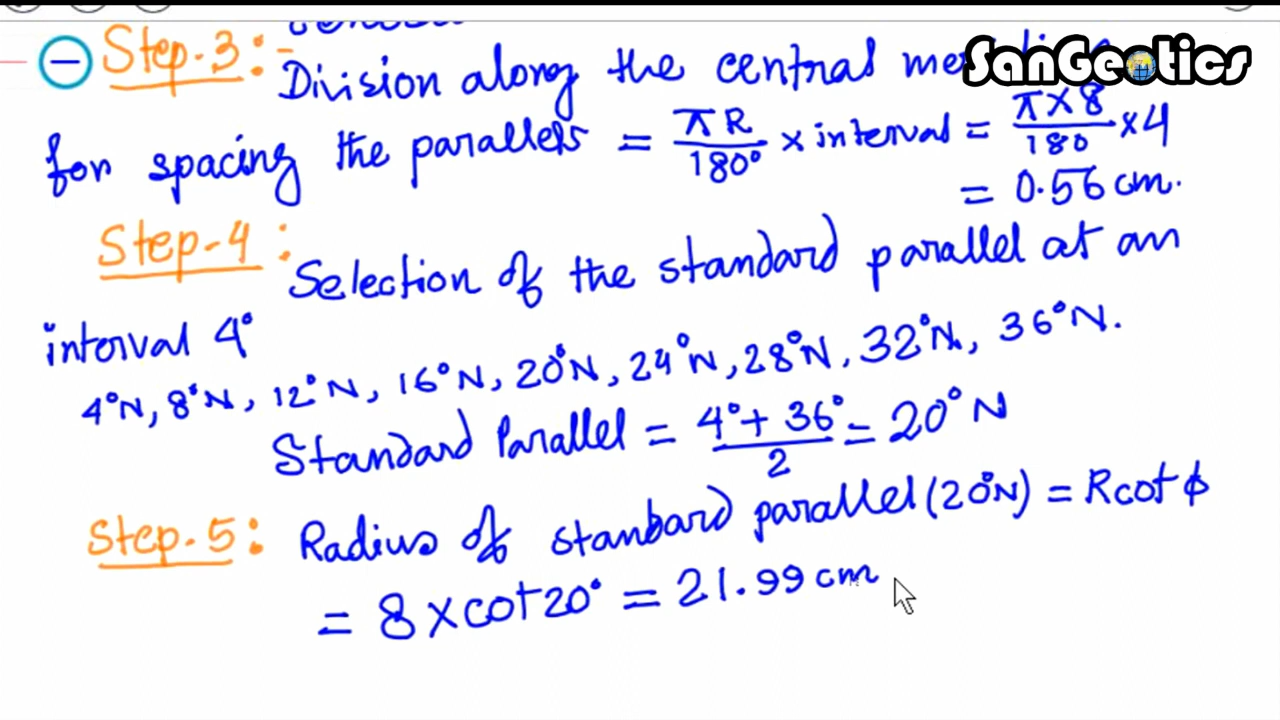 SanGeotics
Step.3: Division along the central
for spacing the parallels = πR/180° × interval = π×8/180 ×4
= 0.56 cm.
Step-4: Selection of the standard parallel at an
interval 4°
4°N, 8°N, 12°N, 16°N, 20°N, 24°N, 28°N, 32°N, 36°N.
Standard Parallel = 4°+ 36°/2 = 20°N
Step.5: Radius of stanbard parallel (20°N) = Rcot ϕ
= 8 × cot 20° = 21.99 cm